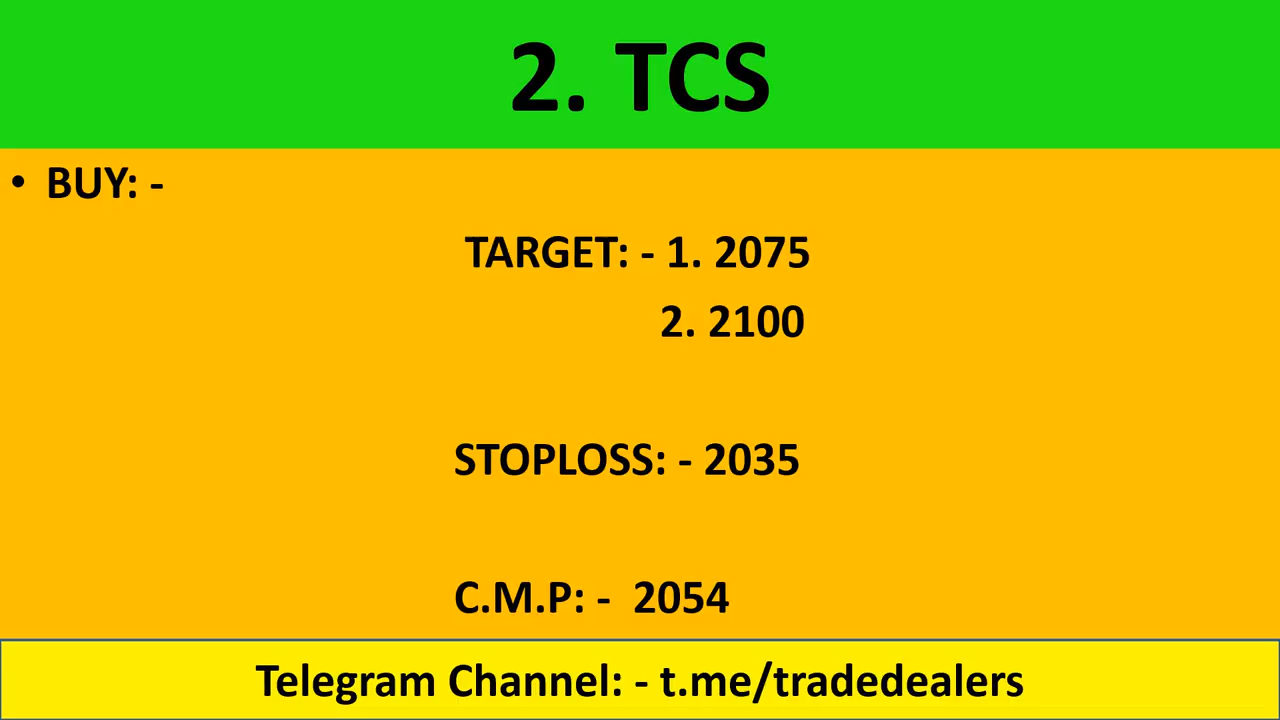 2. TCS
• BUY: -
TARGET: - 1. 2075
2. 2100
STOPLOSS: - 2035
C.M.P: - 2054
Telegram Channel: - t.me/tradedealers